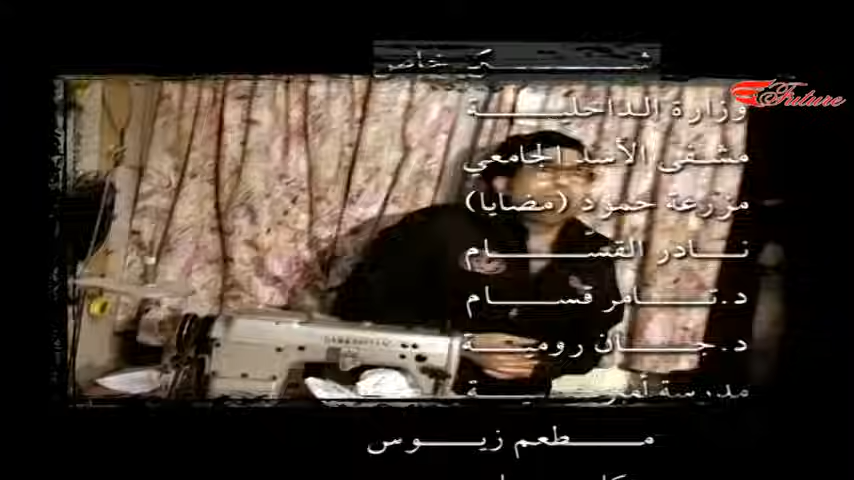 شكر خاص
Future
وزارة الداخلية
مشفى الأسد الجامعي
مزرعة حمود (مضايا)
نادر القسام
د.تامر قسام
د.جان رومية
مدرسة
مطعم زيوس